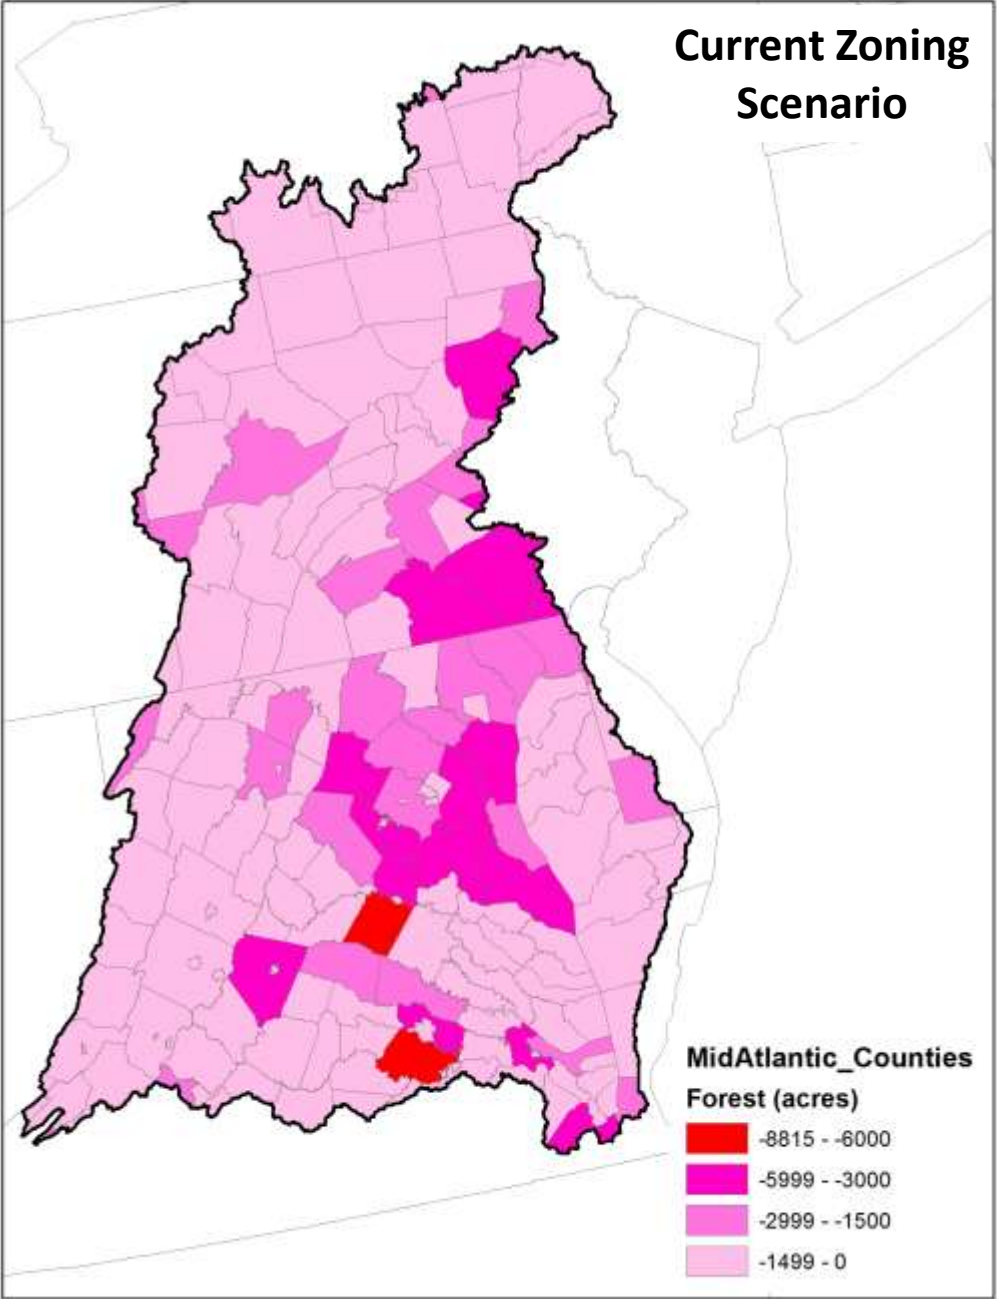 Current Zoning
Scenario
MidAtlantic_Counties
Forest (acres)
-8815 - -6000
-5999 - -3000
-2999 - -1500
-1499 - 0